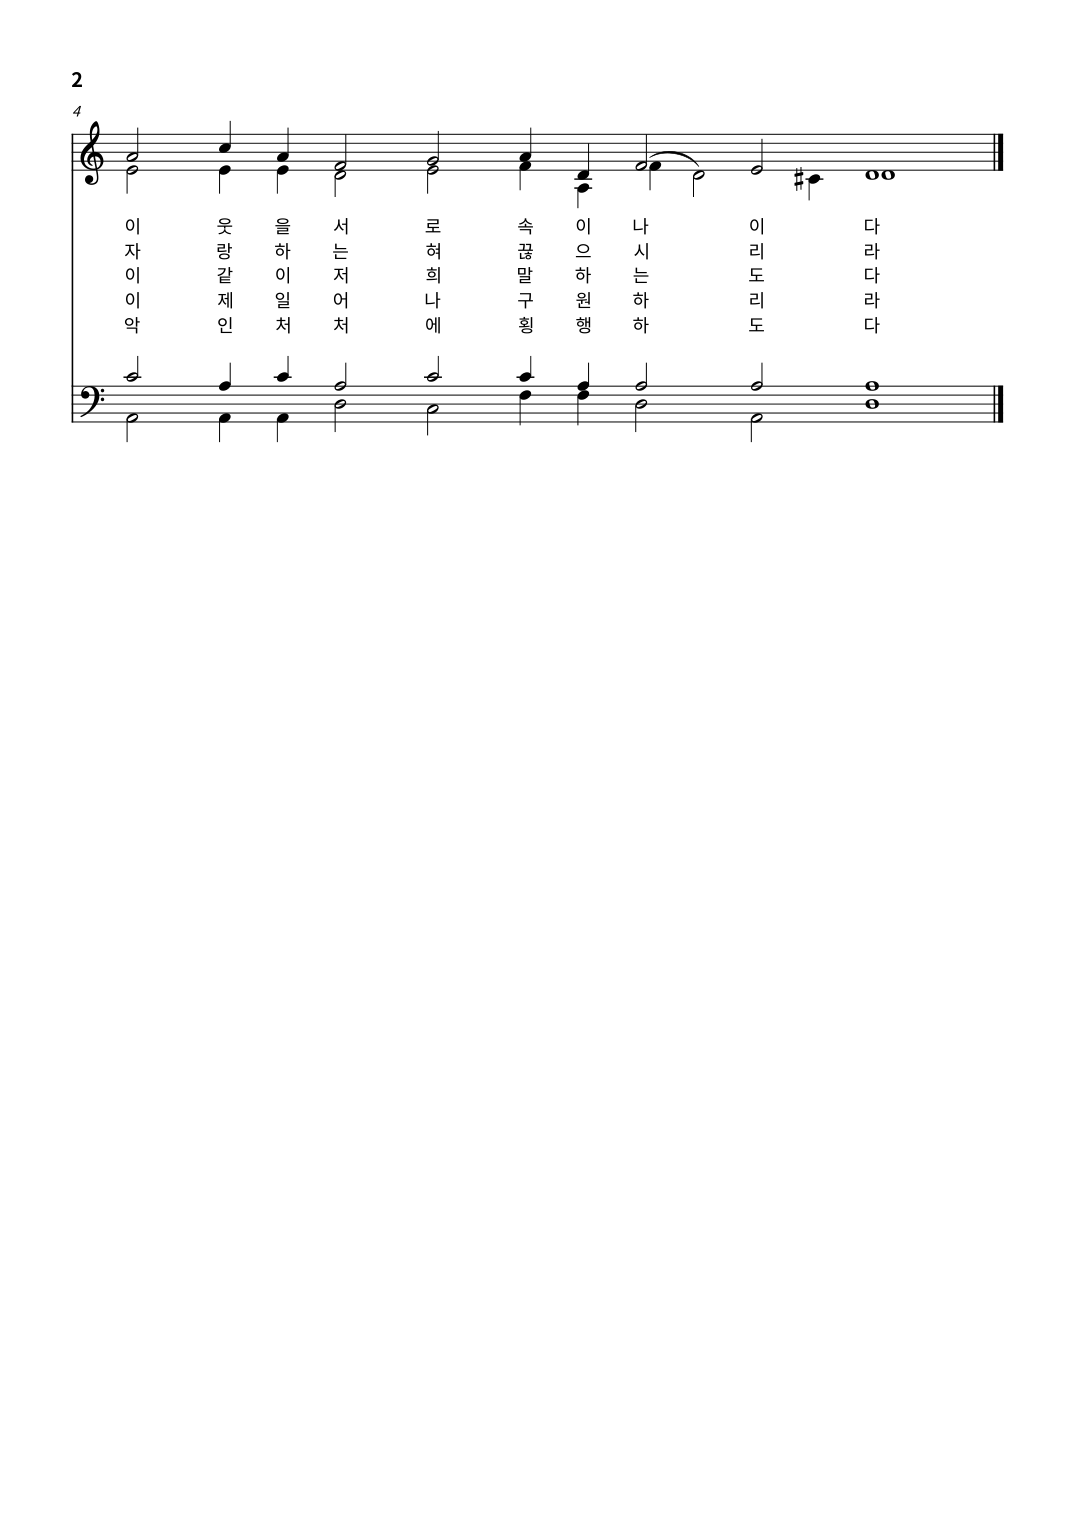 2
4
이 웃 을 서 로 속 이 나 이 다
자 랑 하 는 혀 끊 으 시 리 라
이 같 이 저 희 말 하 는 도 다
이 제 일 어 나 구 원 하 리 라
악 인 처 처 에 횡 행 하 도 다